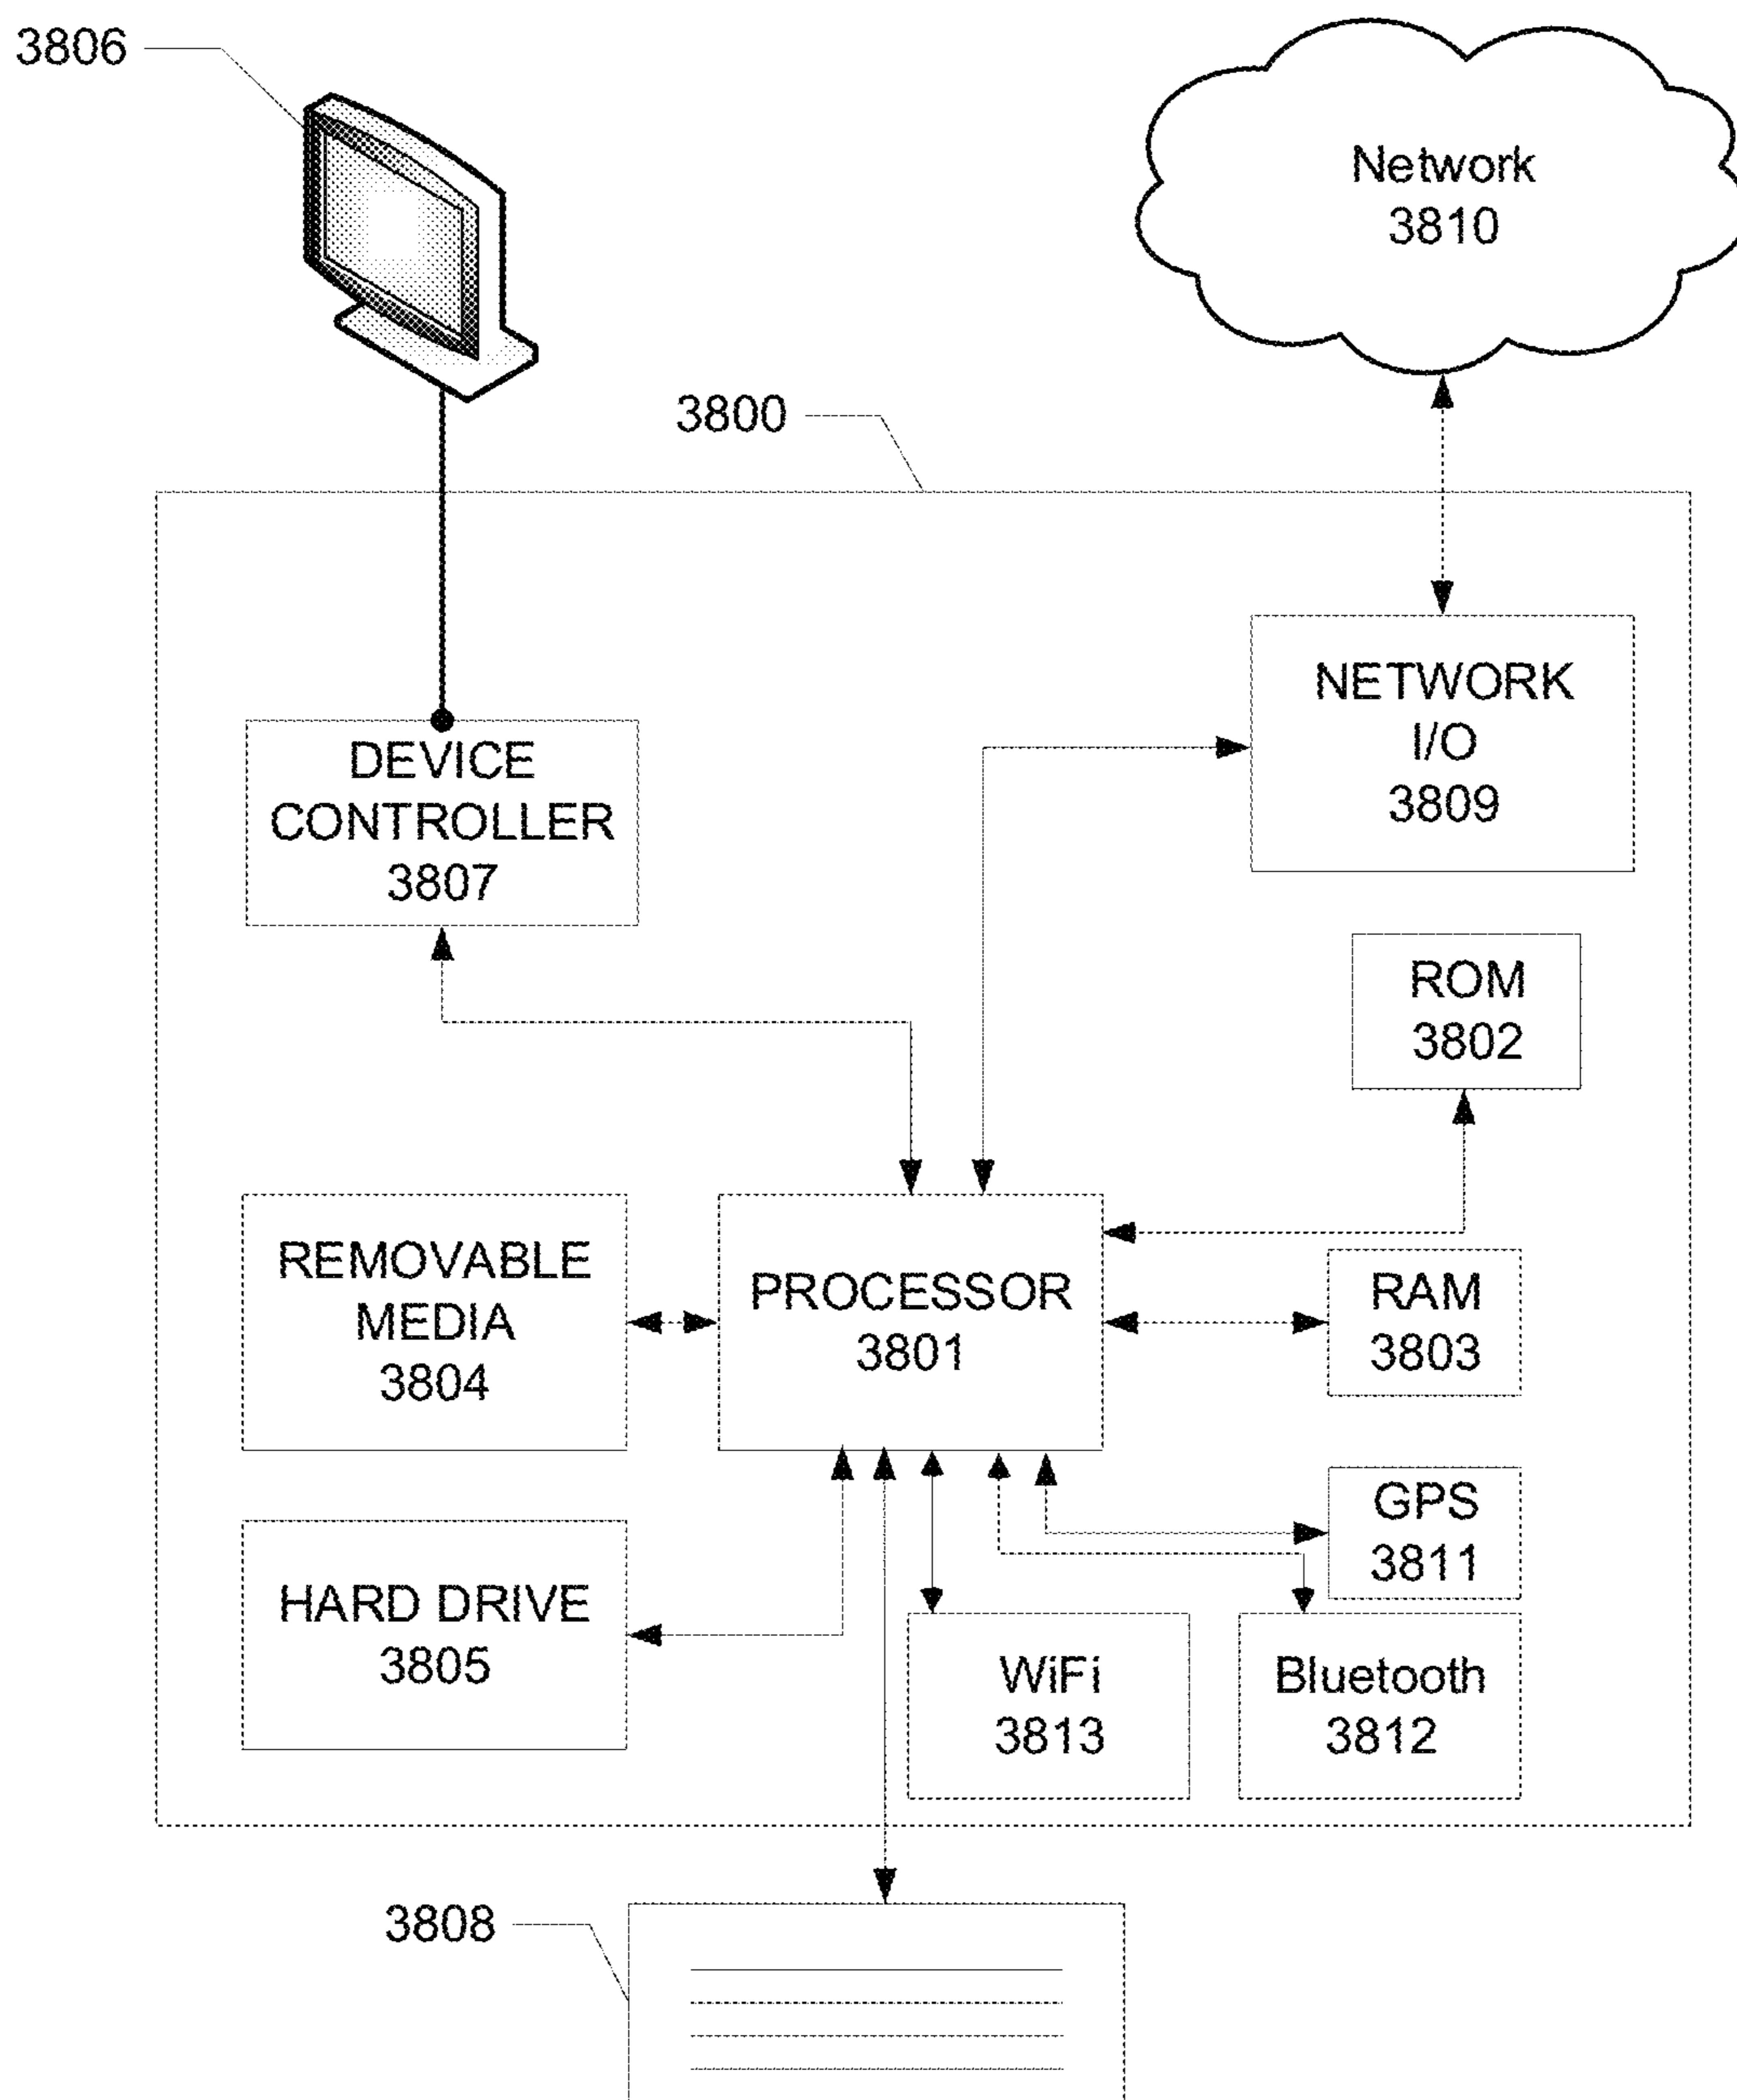 3806
Network
3810
3800
NETWORK
I/O
3809
DEVICE
CONTROLLER
3807
ROM
3802
REMOVABLE
MEDIA
3804
PROCESSOR
3801
RAM
3803
GPS
3811
HARD DRIVE
3805
WiFi
3813
Bluetooth
3812
3808